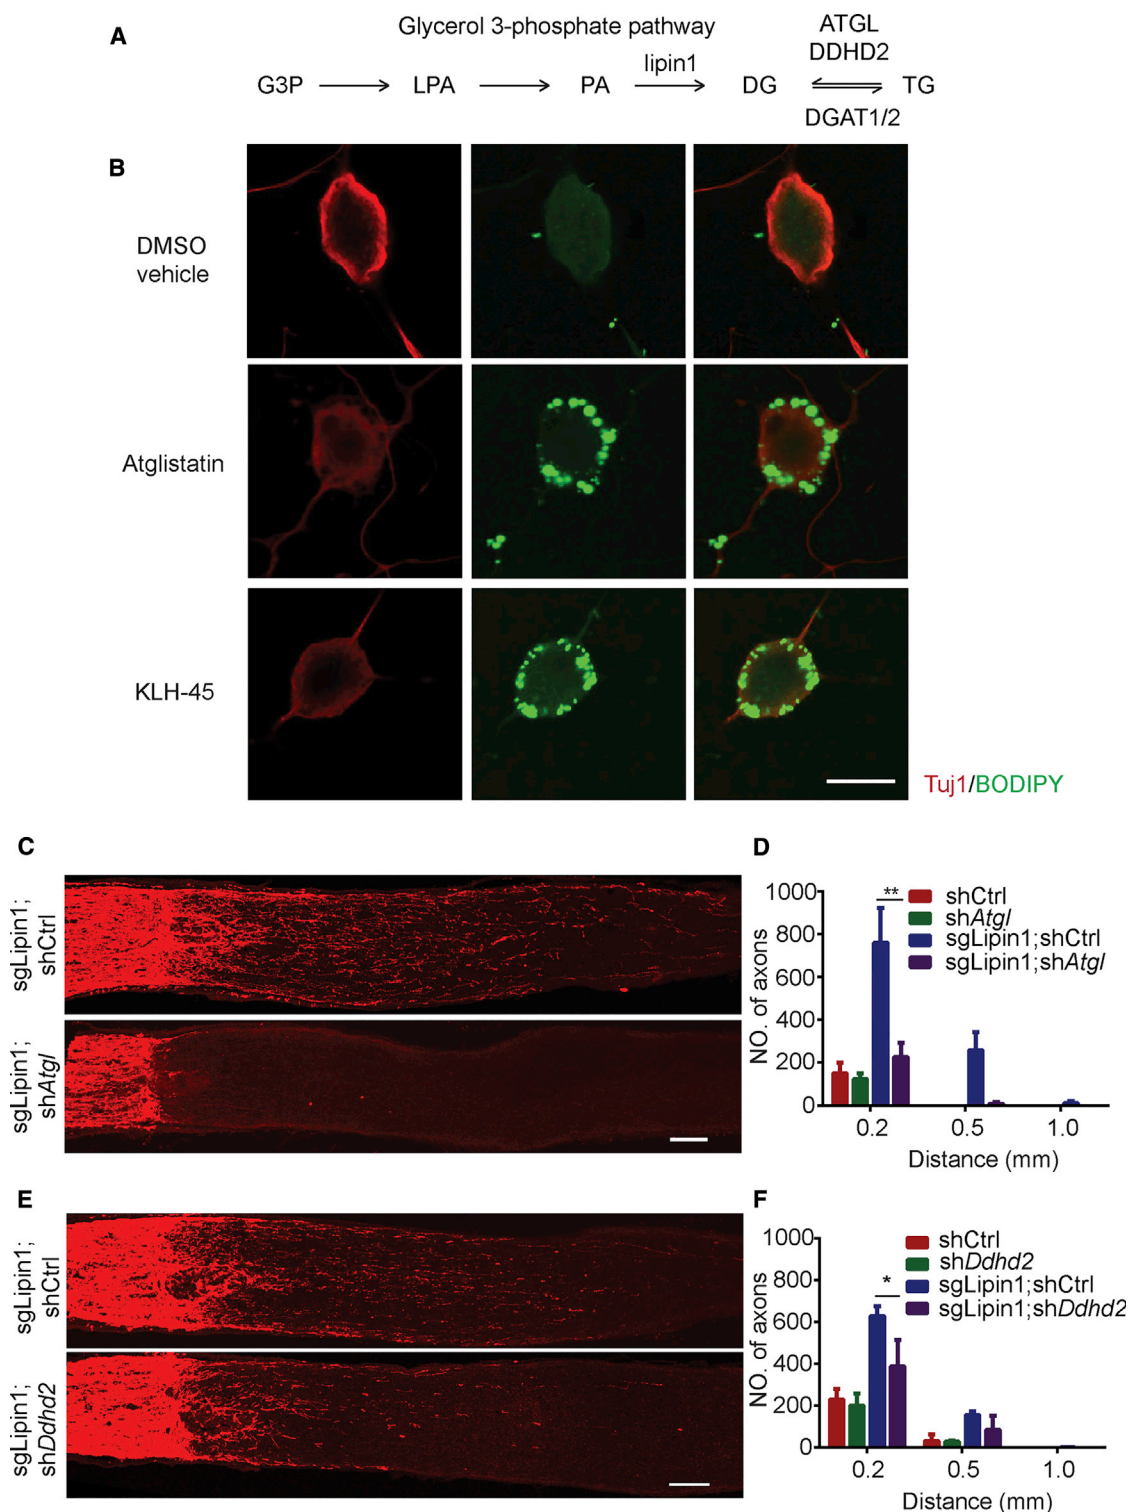 A
Glycerol 3-phosphate pathway
ATGL
DDHD2
lipin1
G3P
LPA
PA
DG
TG
DGAT1/2
B
DMSO
vehicle
Atglistatin
KLH-45
Tuj1/BODIPY
C
sgLipin1;
shCtrl
sgLipin1;
shAtgl
D
1000
800
600
400
200
0
NO. of axons
**
shCtrl
shAtgl
sgLipin1;shCtrl
sgLipin1;shAtgl
0.2
0.5
1.0
Distance (mm)
E
sgLipin1;
shCtrl
sgLipin1;
shDdhd2
F
1000
800
600
400
200
0
NO. of axons
*
shCtrl
shDdhd2
sgLipin1;shCtrl
sgLipin1;shDdhd2
0.2
0.5
1.0
Distance (mm)